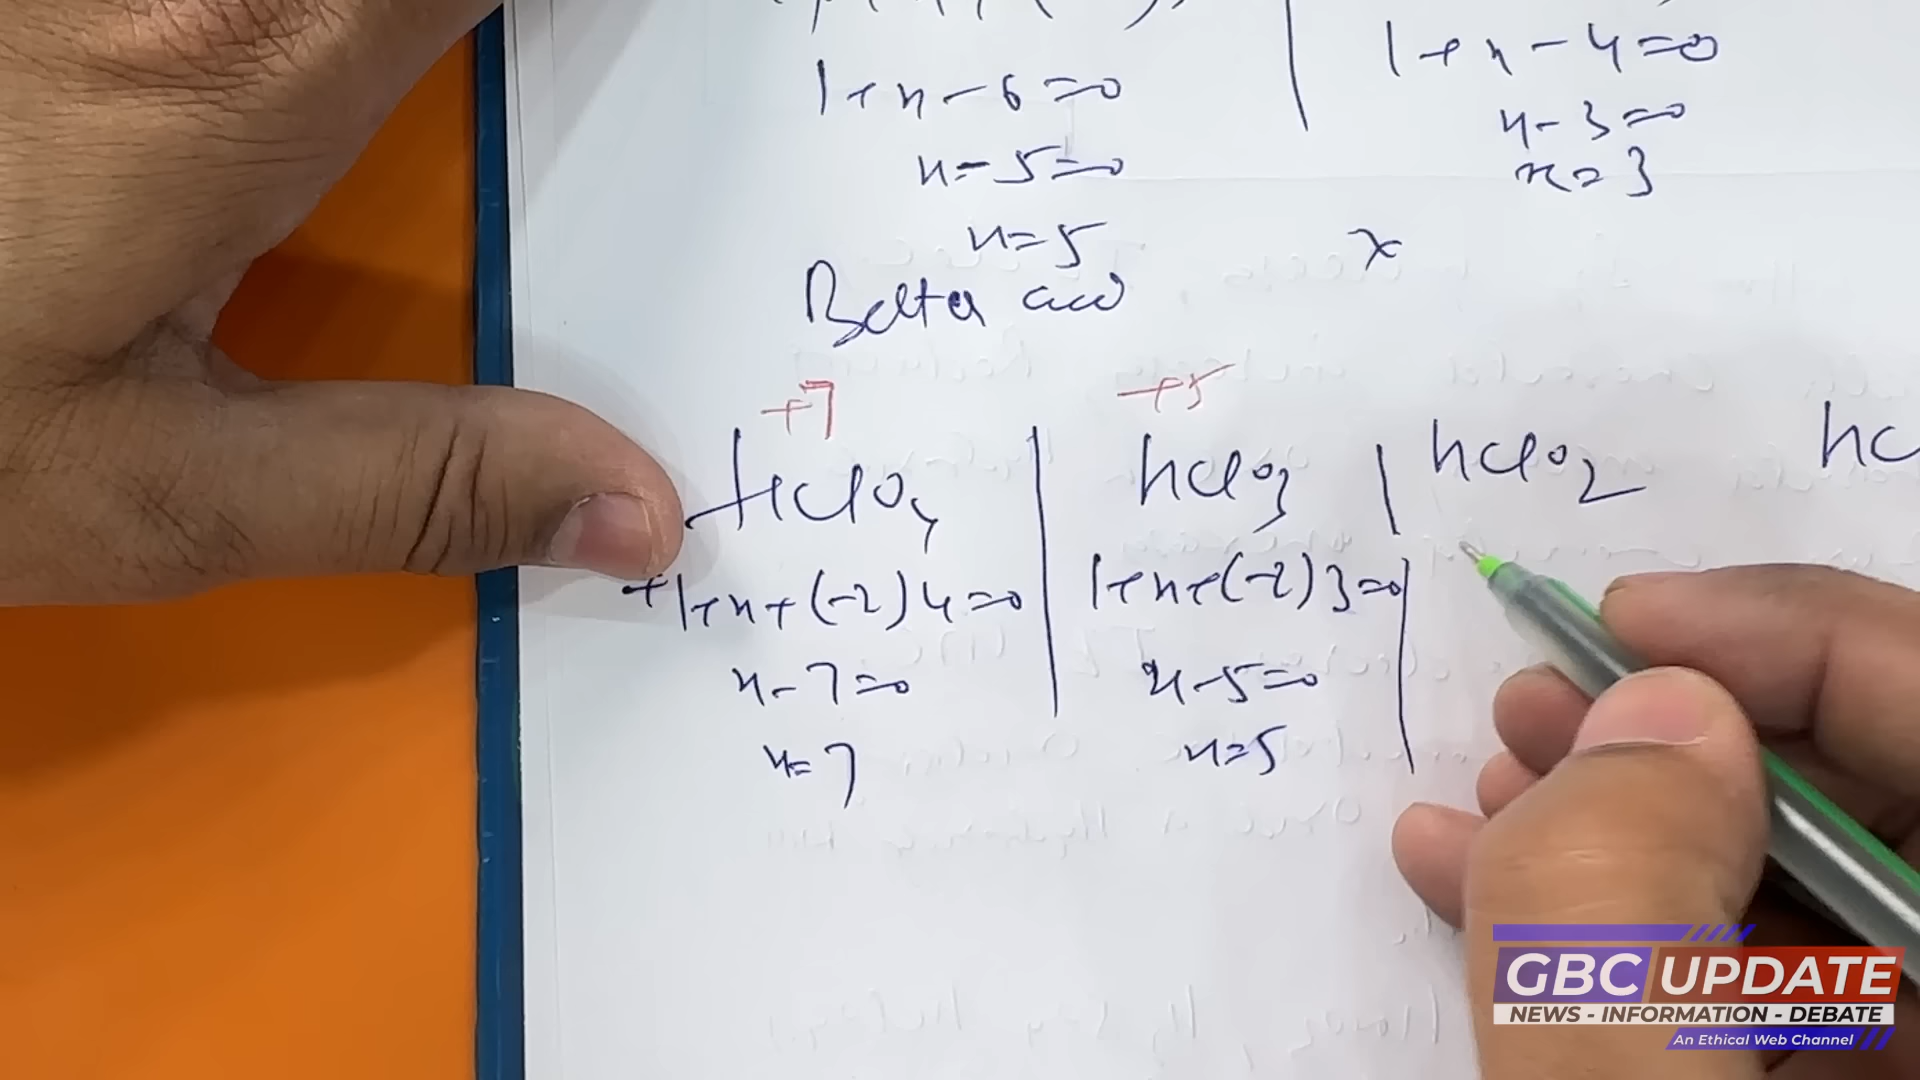 1+x-6=0
x-5=0
x=5
Better acid
1+x-4=0
x-3=0
x=3
x
+7
HClO4
+1+x+(-2)4=0
x-7=0
x=7
+5
hClO3
1+x+(-2)3=0
x-5=0
x=5
hClO2
hC
GBC UPDATE
NEWS - INFORMATION - DEBATE
An Ethical Web Channel